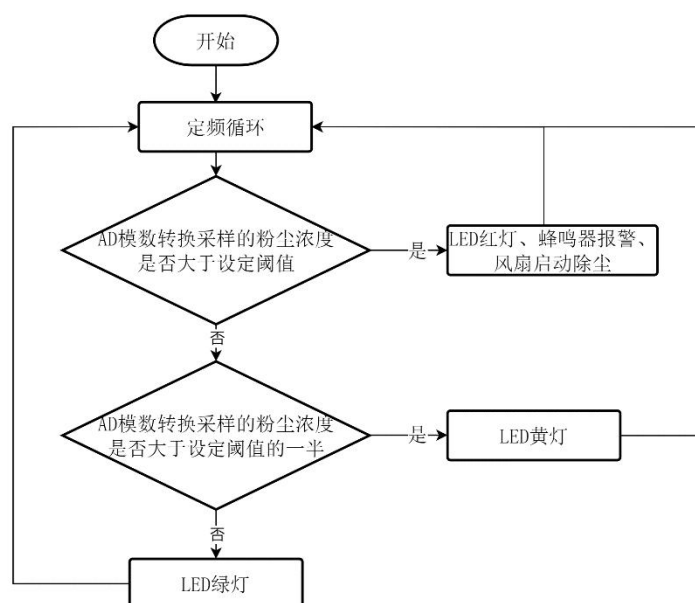 开始
定频循环
AD模数转换采样的粉尘浓度
是否大于设定阈值
是
LED红灯、蜂鸣器报警、
风扇启动除尘
否
AD模数转换采样的粉尘浓度
是否大于设定阈值的一半
是
LED黄灯
否
LED绿灯